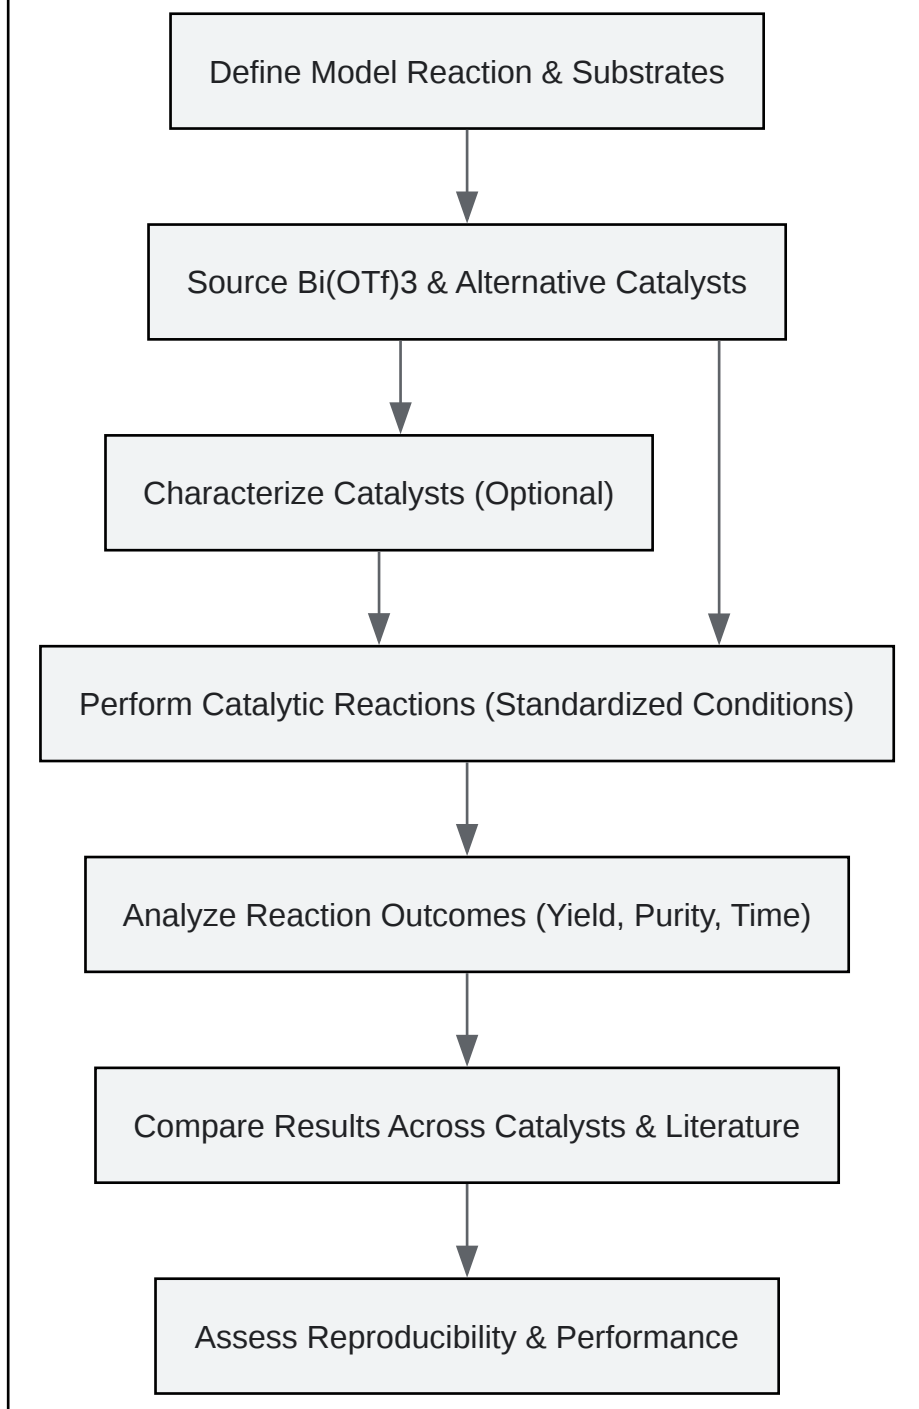 Define Model Reaction & Substrates
Source Bi(OTf)3 & Alternative Catalysts
Characterize Catalysts (Optional)
Perform Catalytic Reactions (Standardized Conditions)
Analyze Reaction Outcomes (Yield, Purity, Time)
Compare Results Across Catalysts & Literature
Assess Reproducibility & Performance